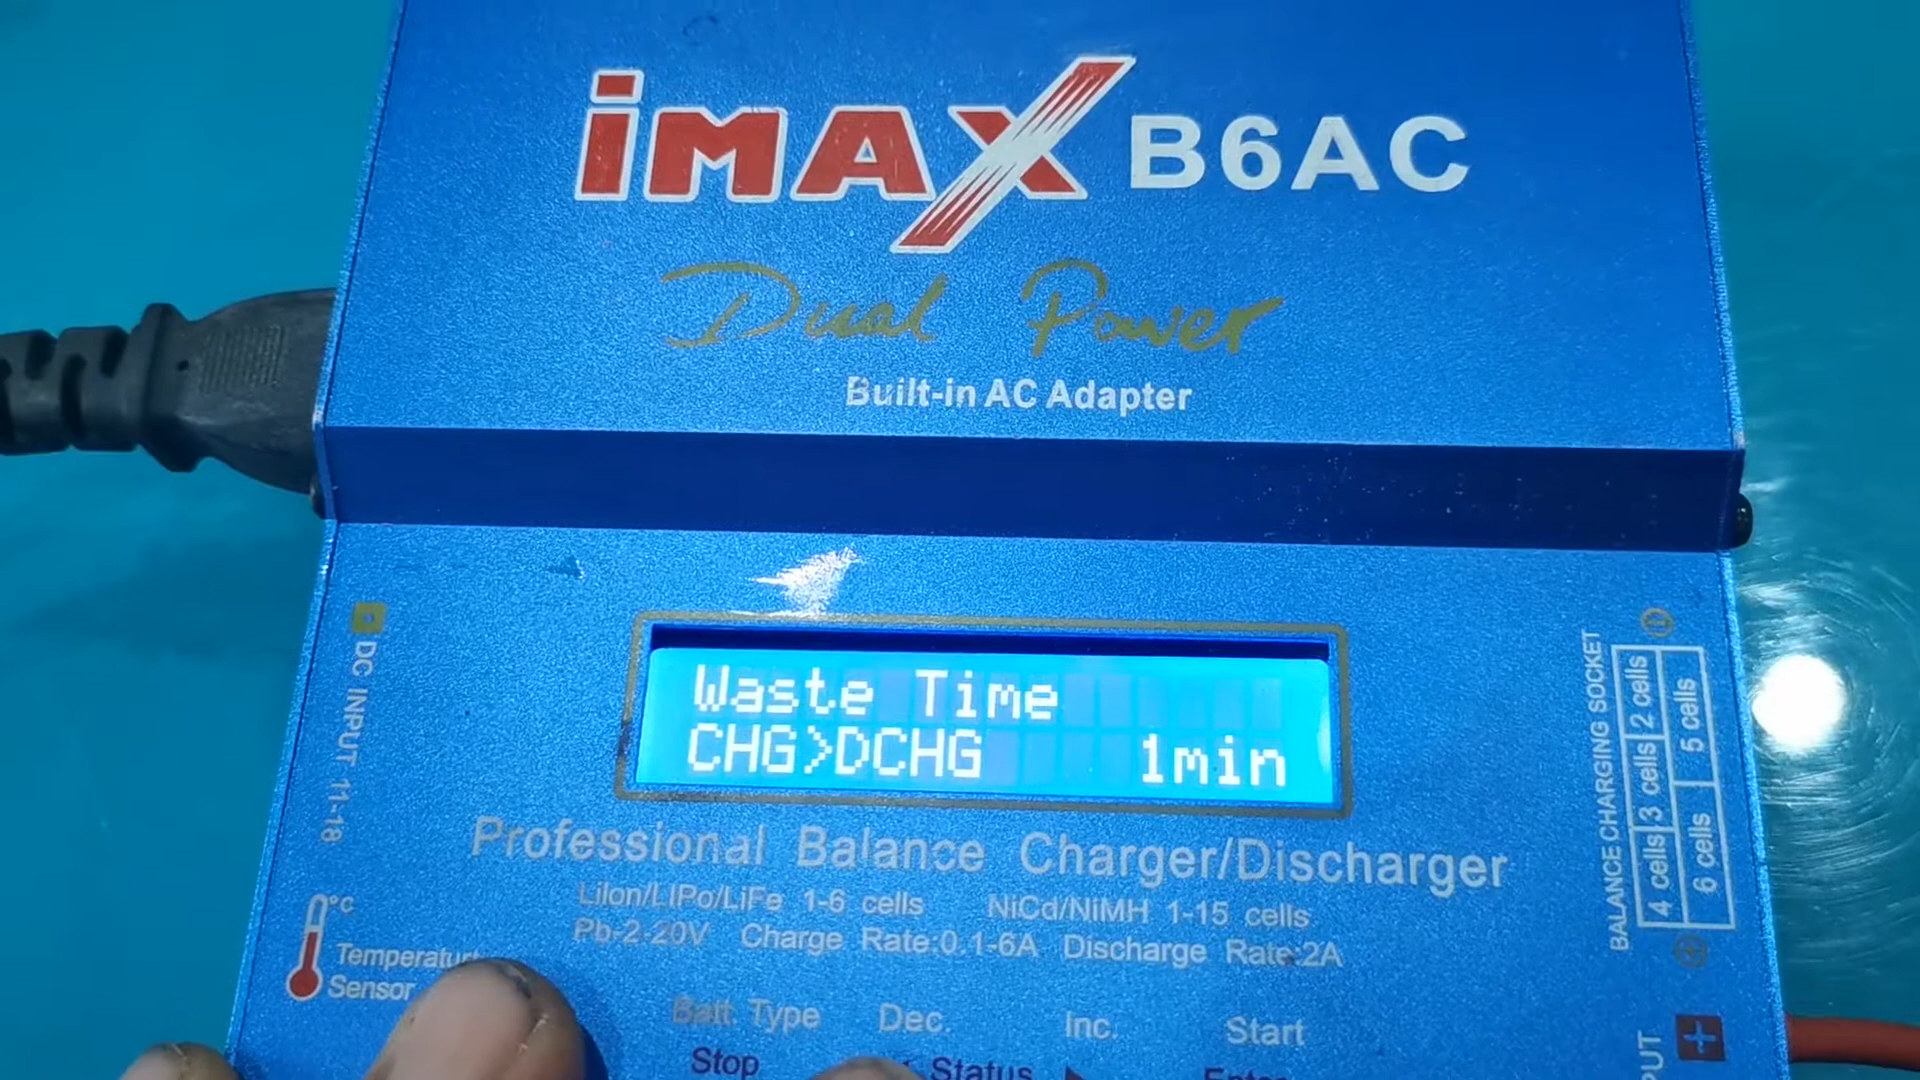 iMAX B6AC
Dual Power
Built-in AC Adapter
DC INPUT 11-18
Waste Time
CHG>DCHG 1min
Professional Balance Charger/Discharger
LiIon/LIPo/LiFe 1-6 cells NiCd/NiMH 1-15 cells
Pb-2-20V Charge Rate:0.1-6A Discharge Rate:2A
°C
Temperatur
Sensor
BALANCE CHARGING SOCKET
2 cells
3 cells
4 cells
5 cells
6 cells
Batt. Type Dec. Inc. Start
Stop Status Enter
PUT +